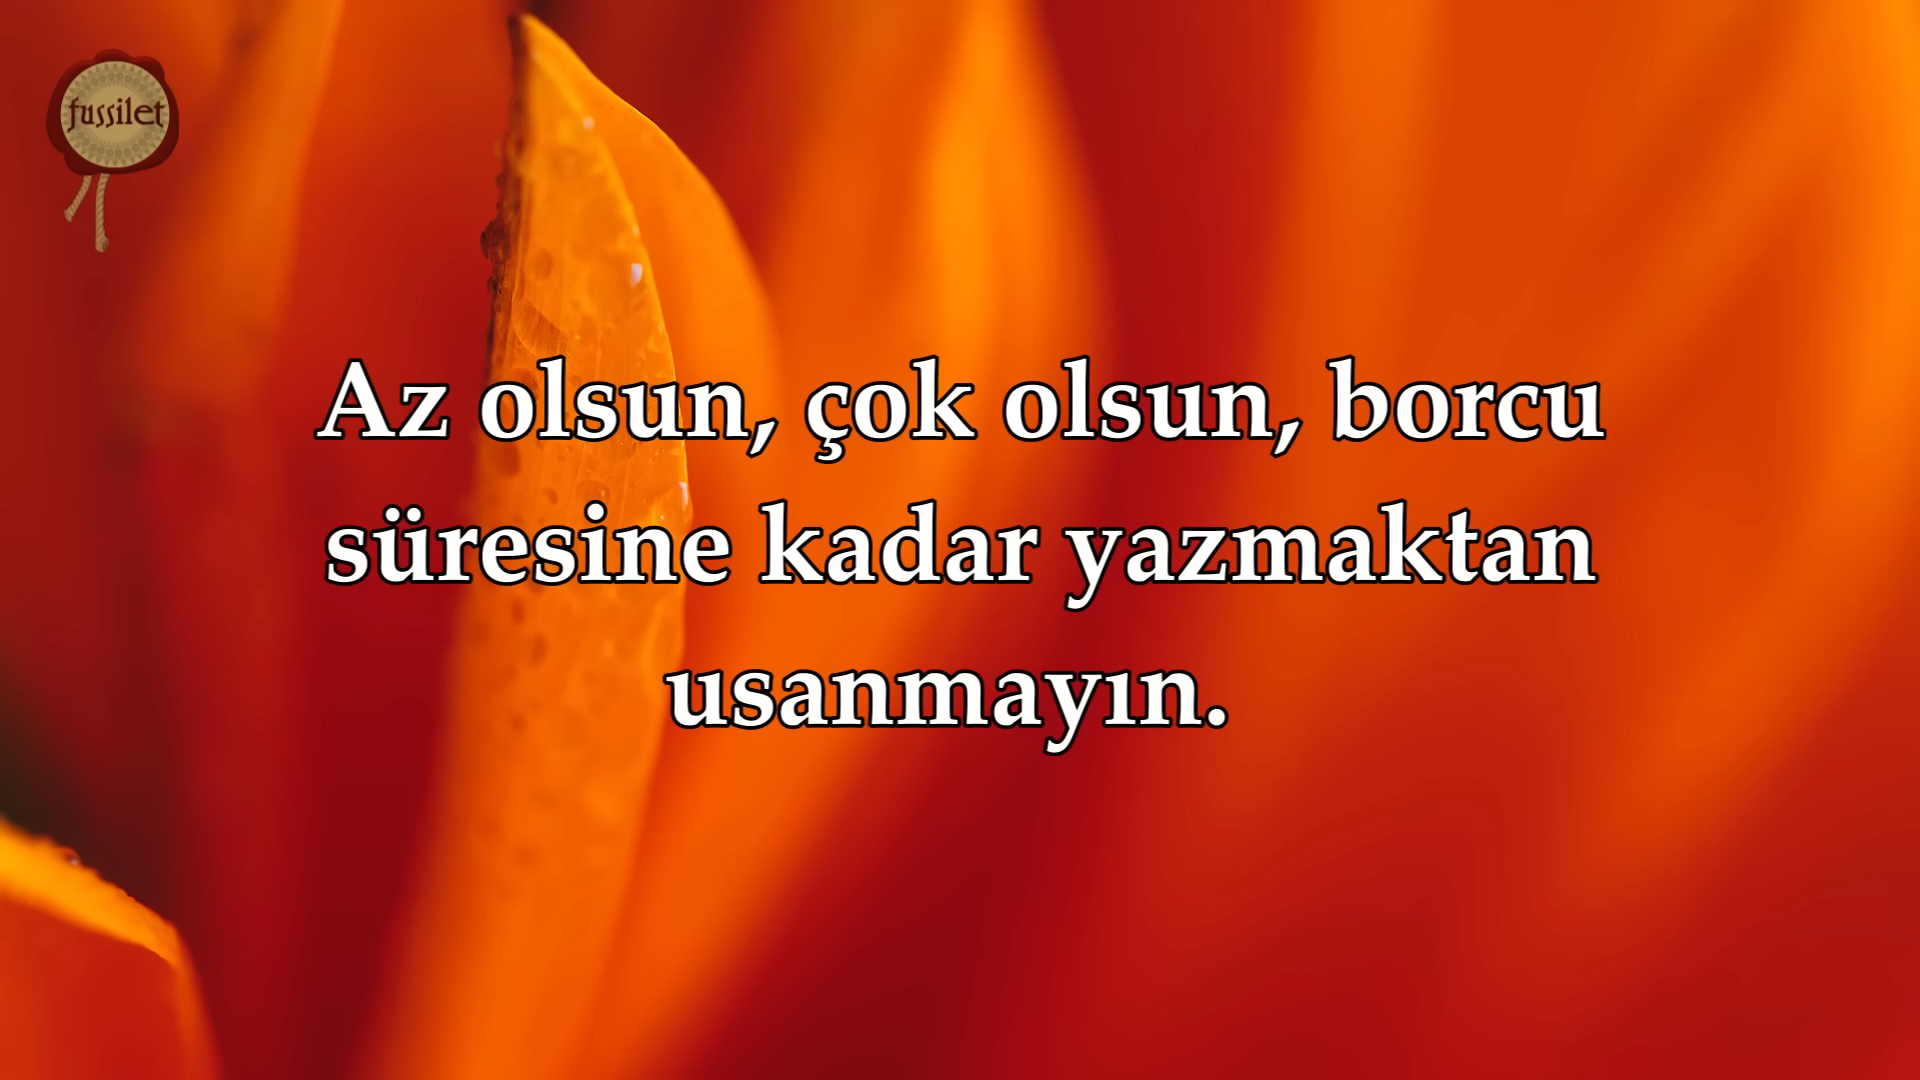 fussilet
Az olsun, çok olsun, borcu
süresine kadar yazmaktan
usanmayın.